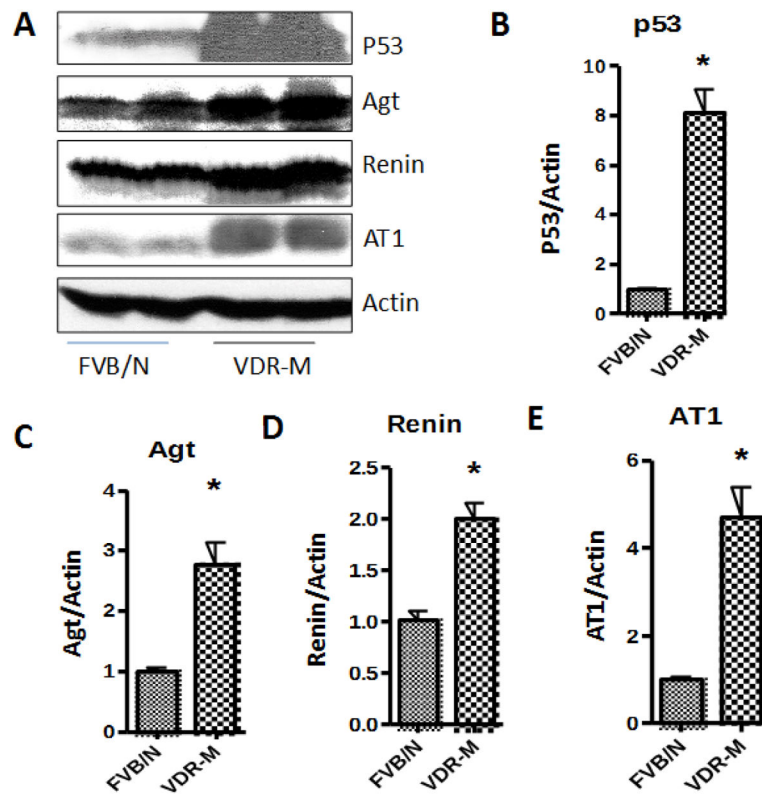 A
P53
Agt
Renin
AT1
Actin
FVB/N VDR-M
B
p53
*
P53/Actin
10
8
6
4
2
0
FVB/N VDR-M
C
Agt
*
Agt/Actin
4
3
2
1
0
FVB/N VDR-M
D
Renin
*
Renin/Actin
2.5
2.0
1.5
1.0
0.5
0.0
FVB/N VDR-M
E
AT1
*
AT1/Actin
6
4
2
0
FVB/N VDR-M